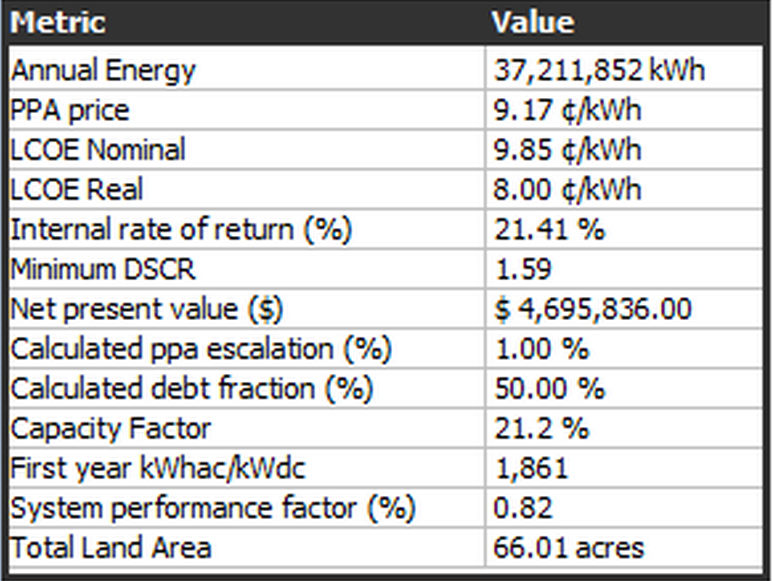 Metric Value
Annual Energy 37,211,852 kWh
PPA price 9.17 ¢/kWh
LCOE Nominal 9.85 ¢/kWh
LCOE Real 8.00 ¢/kWh
Internal rate of return (%) 21.41 %
Minimum DSCR 1.59
Net present value ($) $ 4,695,836.00
Calculated ppa escalation (%) 1.00 %
Calculated debt fraction (%) 50.00 %
Capacity Factor 21.2 %
First year kWhac/kWdc 1,861
System performance factor (%) 0.82
Total Land Area 66.01 acres